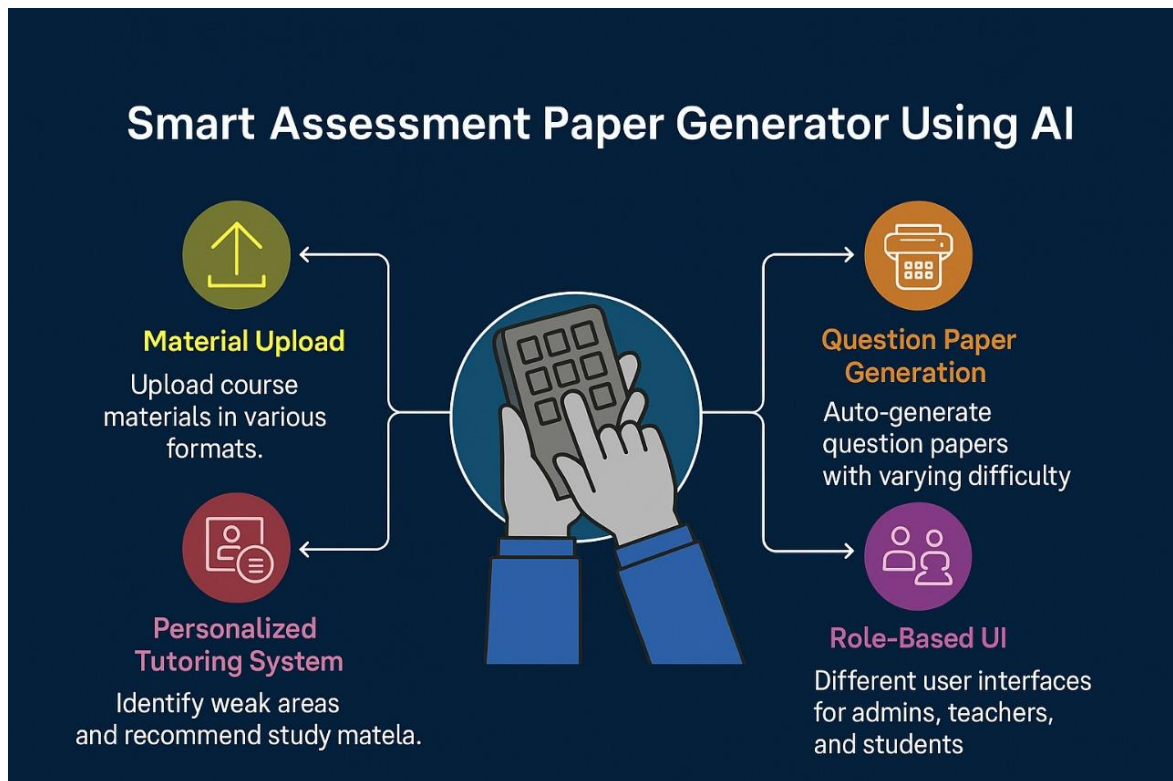 Smart Assessment Paper Generator Using AI
Material Upload
Upload course
materials in various
formats.
Personalized
Tutoring System
Identify weak areas
and recommend study matela.
Question Paper
Generation
Auto-generate
question papers
with varying difficulty
Role-Based UI
Different user interfaces
for admins, teachers,
and students